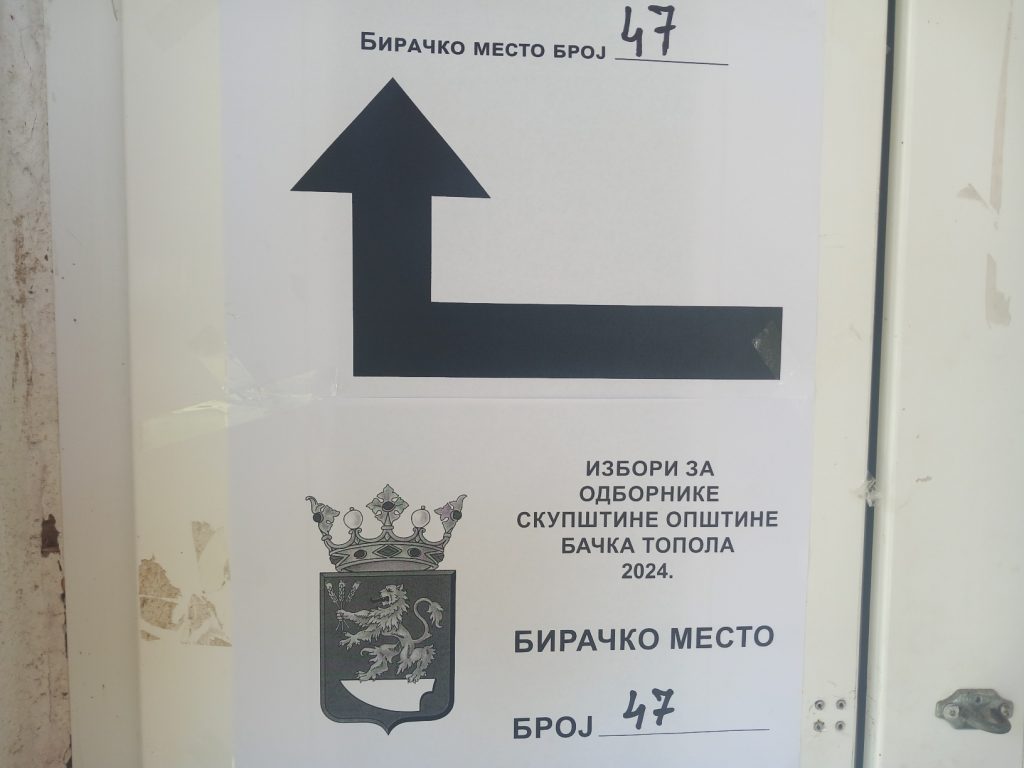 БИРАЧКО МЕСТО БРОЈ 47
ИЗБОРИ ЗА
ОДБОРНИКЕ
СКУПШТИНЕ ОПШТИНЕ
БАЧКА ТОПОЛА
2024.
БИРАЧКО МЕСТО
БРОЈ 47